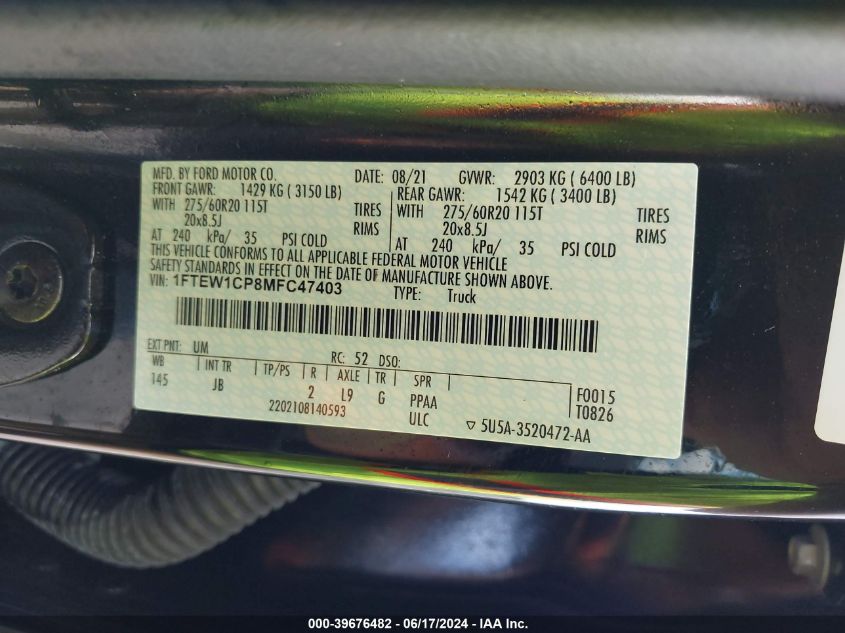 MFD. BY FORD MOTOR CO. DATE: 08/21 GVWR: 2903 KG ( 6400 LB)
FRONT GAWR: 1429 KG ( 3150 LB) REAR GAWR: 1542 KG ( 3400 LB)
WITH 275/60R20 115T TIRES WITH 275/60R20 115T TIRES
20x8.5J RIMS 20x8.5J RIMS
AT 240 kPa/ 35 PSI COLD AT 240 kPa/ 35 PSI COLD
THIS VEHICLE CONFORMS TO ALL APPLICABLE FEDERAL MOTOR VEHICLE
SAFETY STANDARDS IN EFFECT ON THE DATE OF MANUFACTURE SHOWN ABOVE.
VIN: 1FTEW1CP8MFC47403 TYPE: Truck
EXT PNT: UM RC: 52 DSO:
WB INT TR TP/PS R AXLE TR SPR
145 JB 2 L9 G PPAA F0015
2202108140593 ULC T0826
▽ 5U5A-3520472-AA
000-39676482 - 06/17/2024 - IAA Inc.